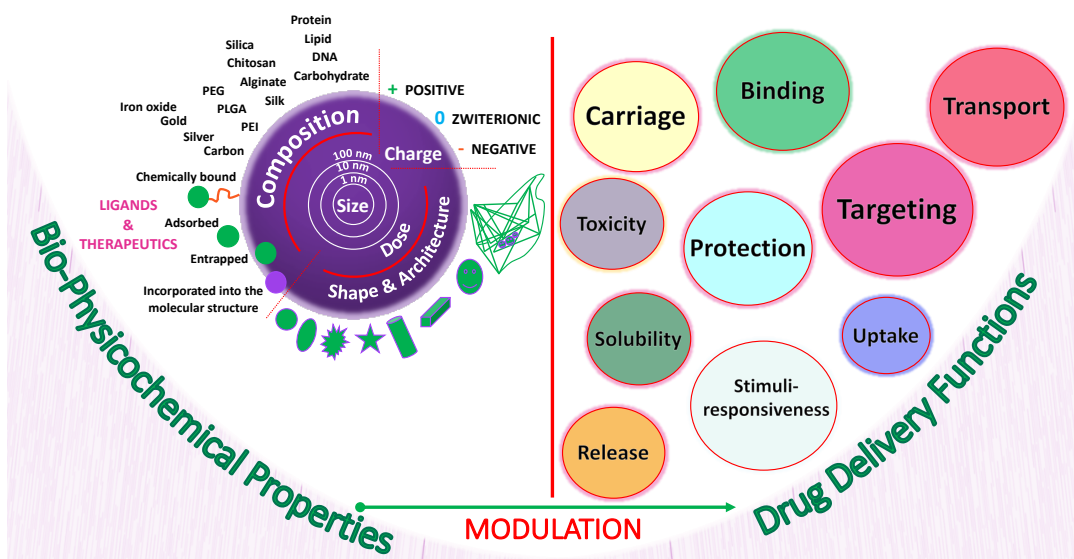 Protein
Lipid
DNA
Carbohydrate
Silica
Chitosan
Alginate
Silk
PEG
PLGA
PEI
Iron oxide
Gold
Silver
Carbon
+ POSITIVE
0 ZWITERIONIC
- NEGATIVE
Composition
Charge
100 nm
10 nm
1 nm
Size
Dose
Shape & Architecture
Chemically bound
LIGANDS
&
THERAPEUTICS
Adsorbed
Entrapped
Incorporated into the
molecular structure
Bio-Physicochemical Properties
Carriage
Binding
Transport
Toxicity
Protection
Targeting
Solubility
Uptake
Stimuli-
responsiveness
Release
Drug Delivery Functions
MODULATION